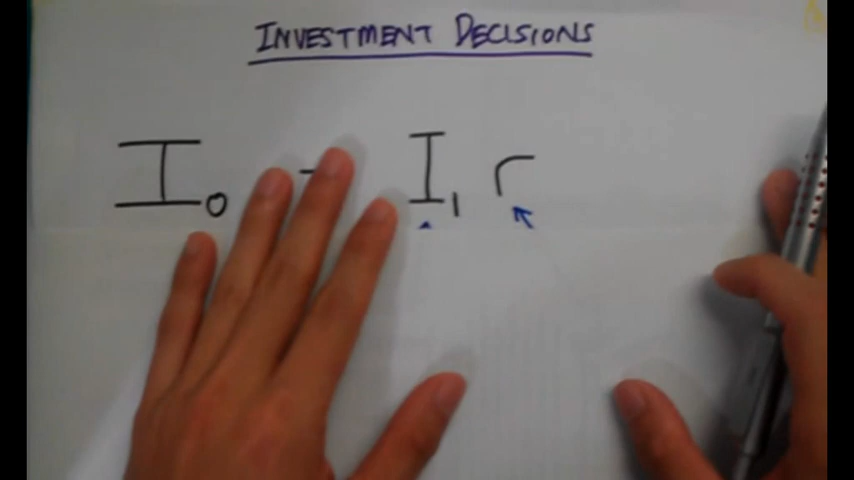 INVESTMENT DECISIONS
I₀ - I₁ r